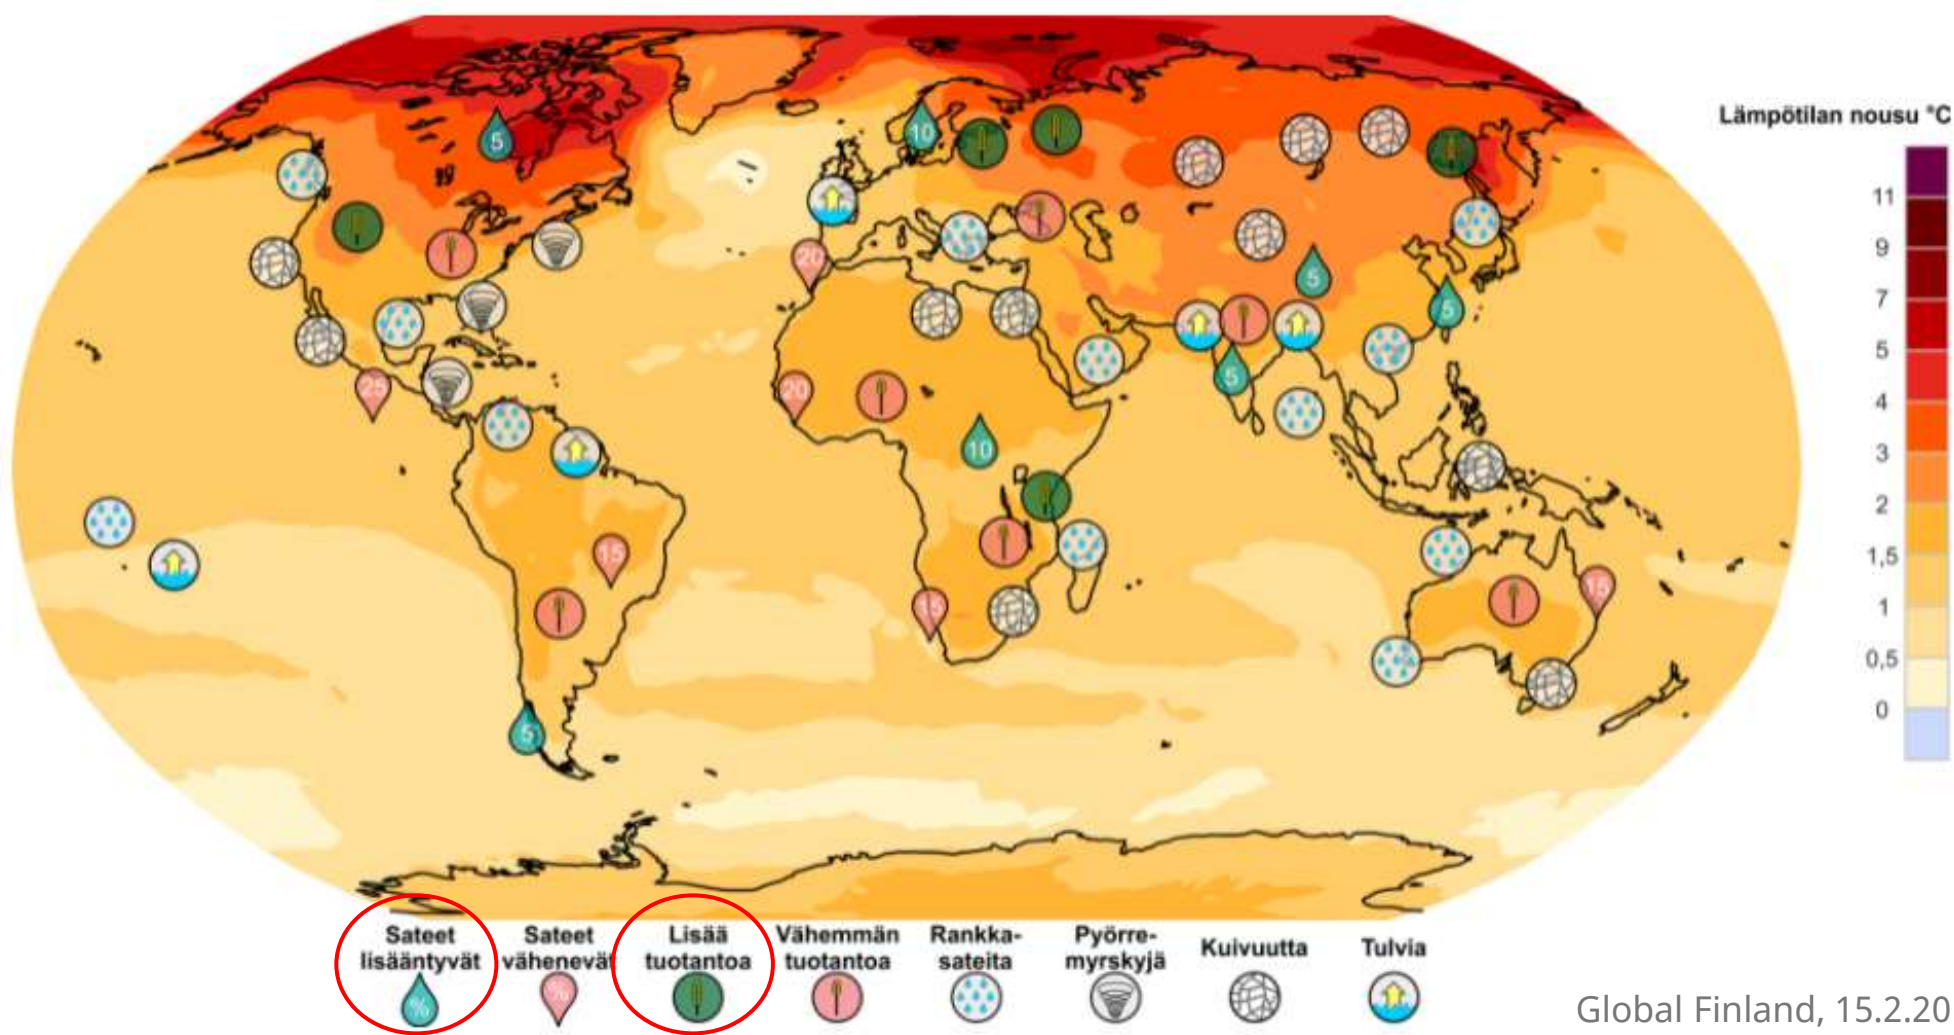 Lämpötilan nousu °C
11
9
7
5
4
3
2
1,5
1
0,5
0
5
10
20
5
5
5
25
20
10
15
15
15
5
Sateet lisääntyvät
%
Sateet vähenevät
%
Lisää tuotantoa
Vähemmän tuotantoa
Rankka-
sateita
Pyörre-
myrskyjä
Kuivuutta
Tulvia
Global Finland, 15.2.20